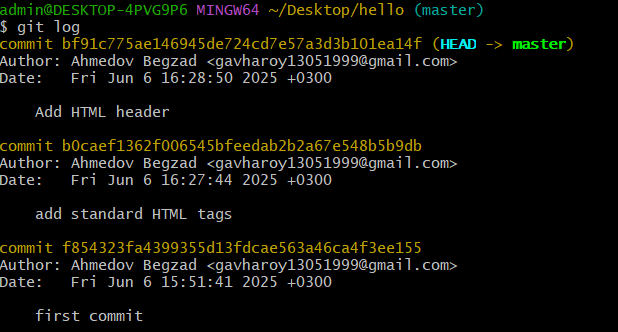 admin@DESKTOP-4PVG9P6 MINGW64 ~/Desktop/hello (master)
$ git log
commit bf91c775ae146945de724cd7e57a3d3b101ea14f (HEAD -> master)
Author: Ahmedov Begzad <gavharoy13051999@gmail.com>
Date:   Fri Jun 6 16:28:50 2025 +0300
    Add HTML header
commit b0caef1362f006545bfeedab2b2a67e548b5b9db
Author: Ahmedov Begzad <gavharoy13051999@gmail.com>
Date:   Fri Jun 6 16:27:44 2025 +0300
    add standard HTML tags
commit f854323fa4399355d13fdcae563a46ca4f3ee155
Author: Ahmedov Begzad <gavharoy13051999@gmail.com>
Date:   Fri Jun 6 15:51:41 2025 +0300
    first commit